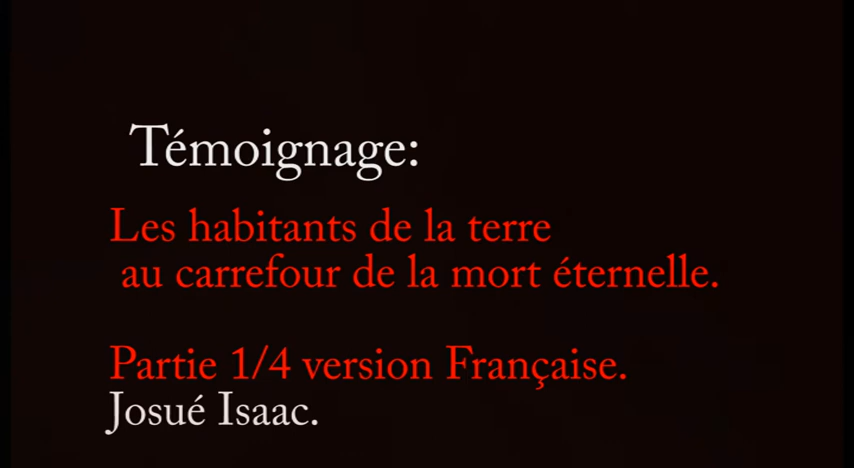 Témoignage:
Les habitants de la terre
au carrefour de la mort éternelle.
Partie 1/4 version Française.
Josué Isaac.